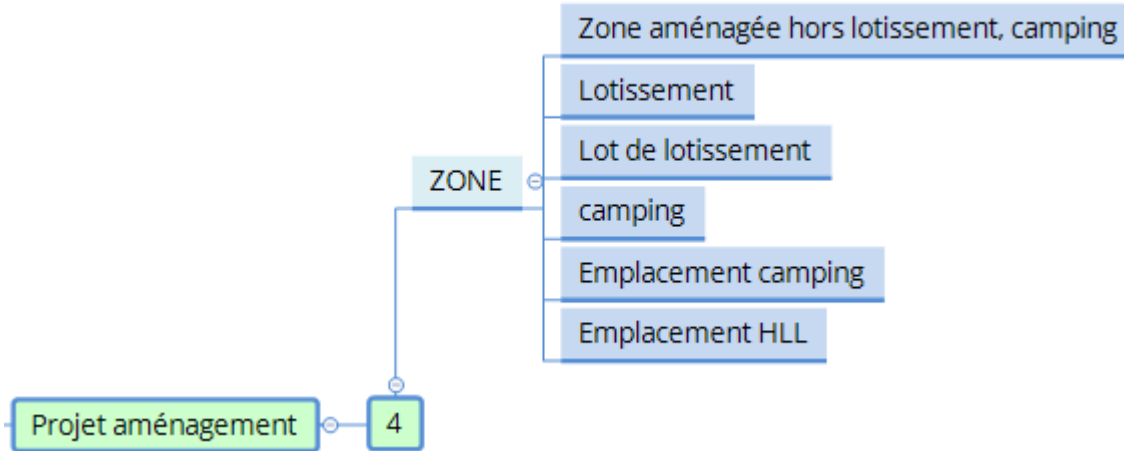 Zone aménagée hors lotissement, camping
Lotissement
Lot de lotissement
ZONE
camping
Emplacement camping
Emplacement HLL
Projet aménagement
4